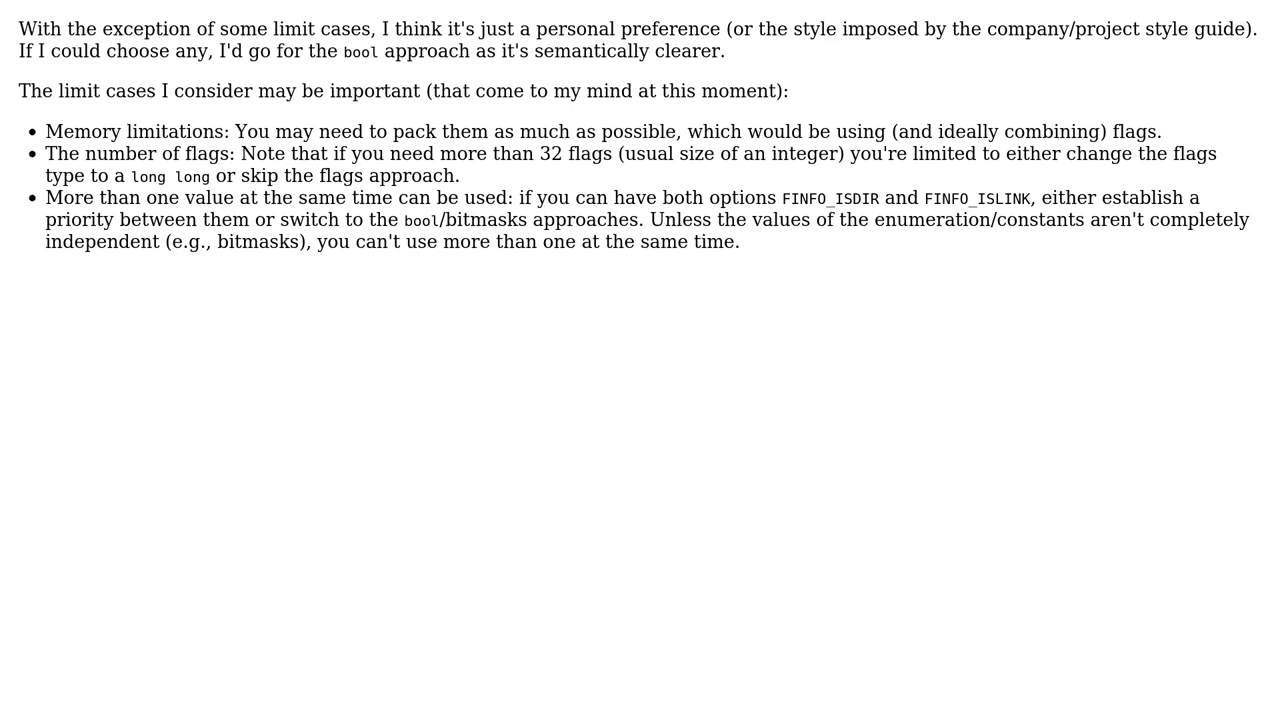 With the exception of some limit cases, I think it's just a personal preference (or the style imposed by the company/project style guide).
If I could choose any, I'd go for the bool approach as it's semantically clearer.
The limit cases I consider may be important (that come to my mind at this moment):
• Memory limitations: You may need to pack them as much as possible, which would be using (and ideally combining) flags.
• The number of flags: Note that if you need more than 32 flags (usual size of an integer) you're limited to either change the flags
type to a long long or skip the flags approach.
• More than one value at the same time can be used: if you can have both options FINFO_ISDIR and FINFO_ISLINK, either establish a
priority between them or switch to the bool/bitmasks approaches. Unless the values of the enumeration/constants aren't completely
independent (e.g., bitmasks), you can't use more than one at the same time.